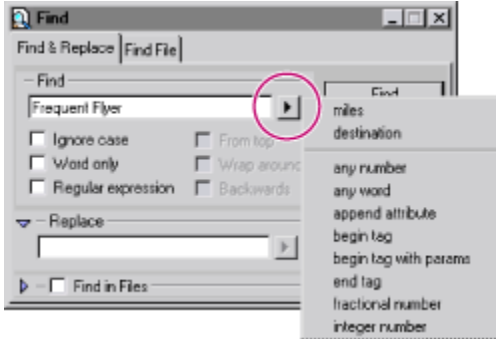 Find
Find & Replace
Find File
Find
Frequent Flyer
Find
Ignore case
From top
Word only
Wrap around
Regular expression
Backwards
Replace
Find in Files
miles
destination
any number
any word
append attribute
begin tag
begin tag with params
end tag
fractional number
integer number